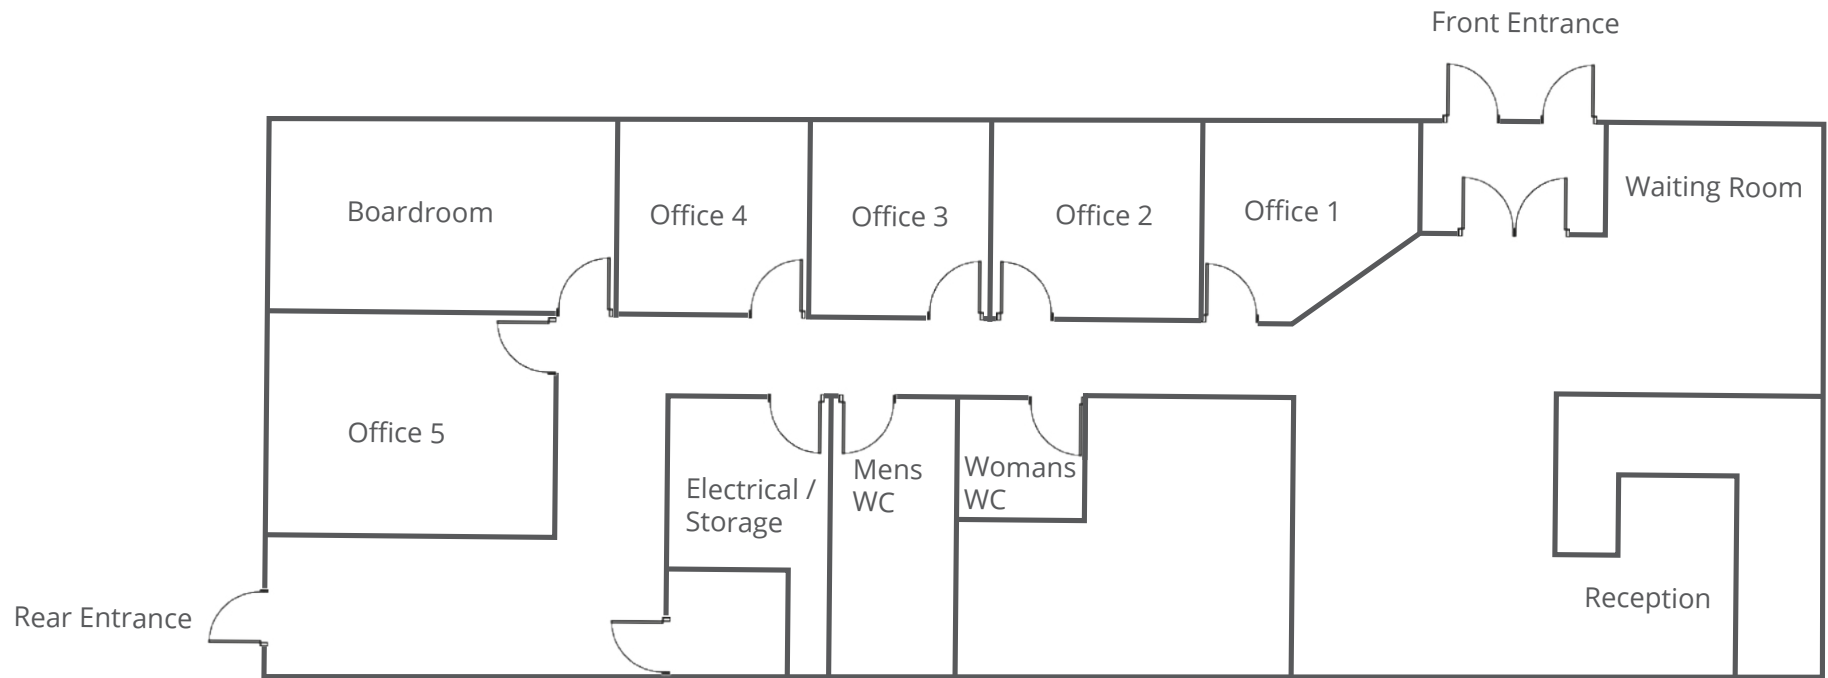 Front Entrance
Boardroom
Office 4
Office 3
Office 2
Office 1
Waiting Room
Office 5
Electrical /
Storage
Mens
WC
Womans
WC
Reception
Rear Entrance